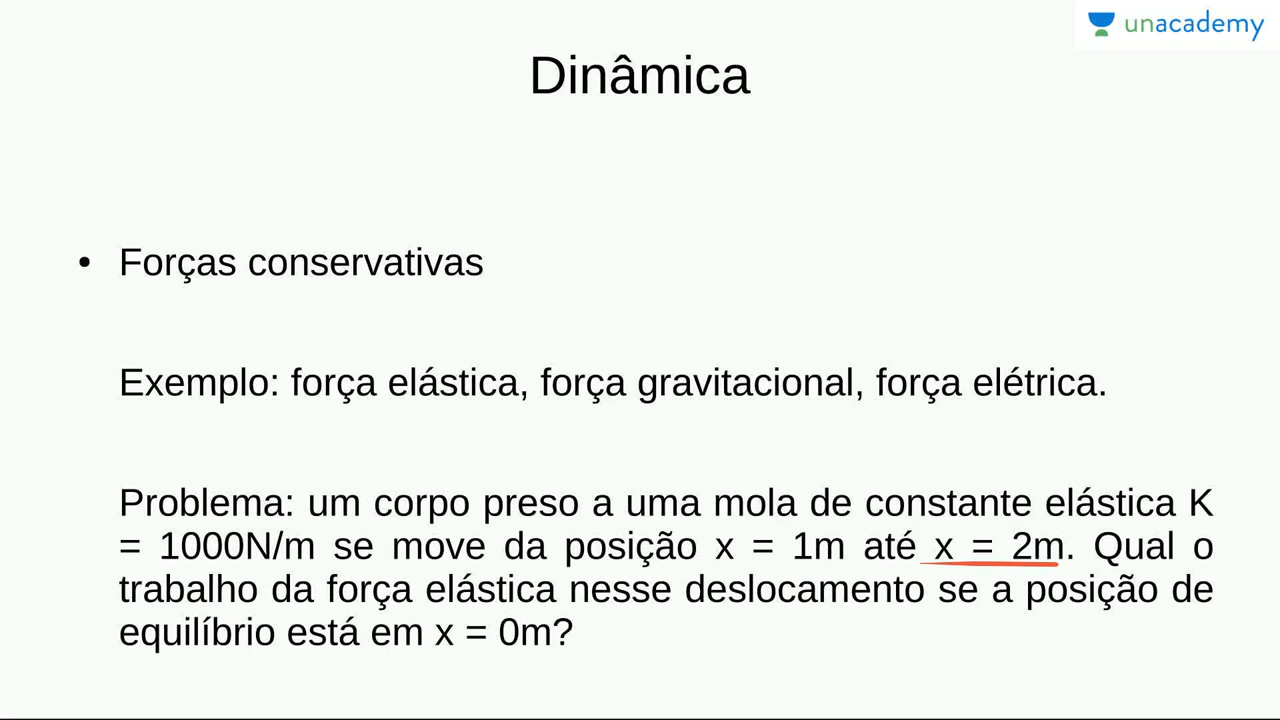 unacademy
Dinâmica
• Forças conservativas
Exemplo: força elástica, força gravitacional, força elétrica.
Problema: um corpo preso a uma mola de constante elástica K
= 1000N/m se move da posição x = 1m até x = 2m. Qual o
trabalho da força elástica nesse deslocamento se a posição de
equilíbrio está em x = 0m?